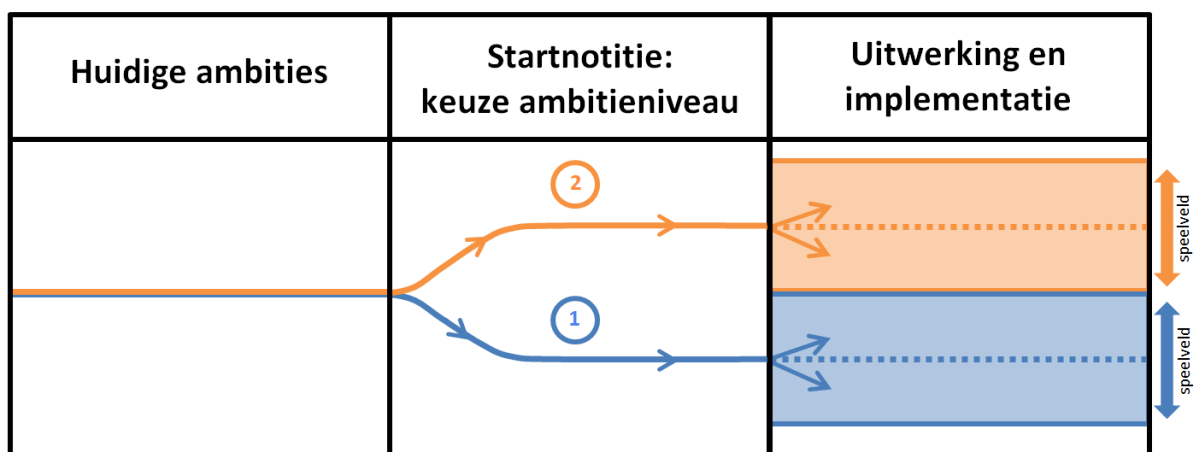 Huidige ambities
Startnotitie:
keuze ambitieniveau
Uitwerking en
implementatie
2
1
speelveld
speelveld